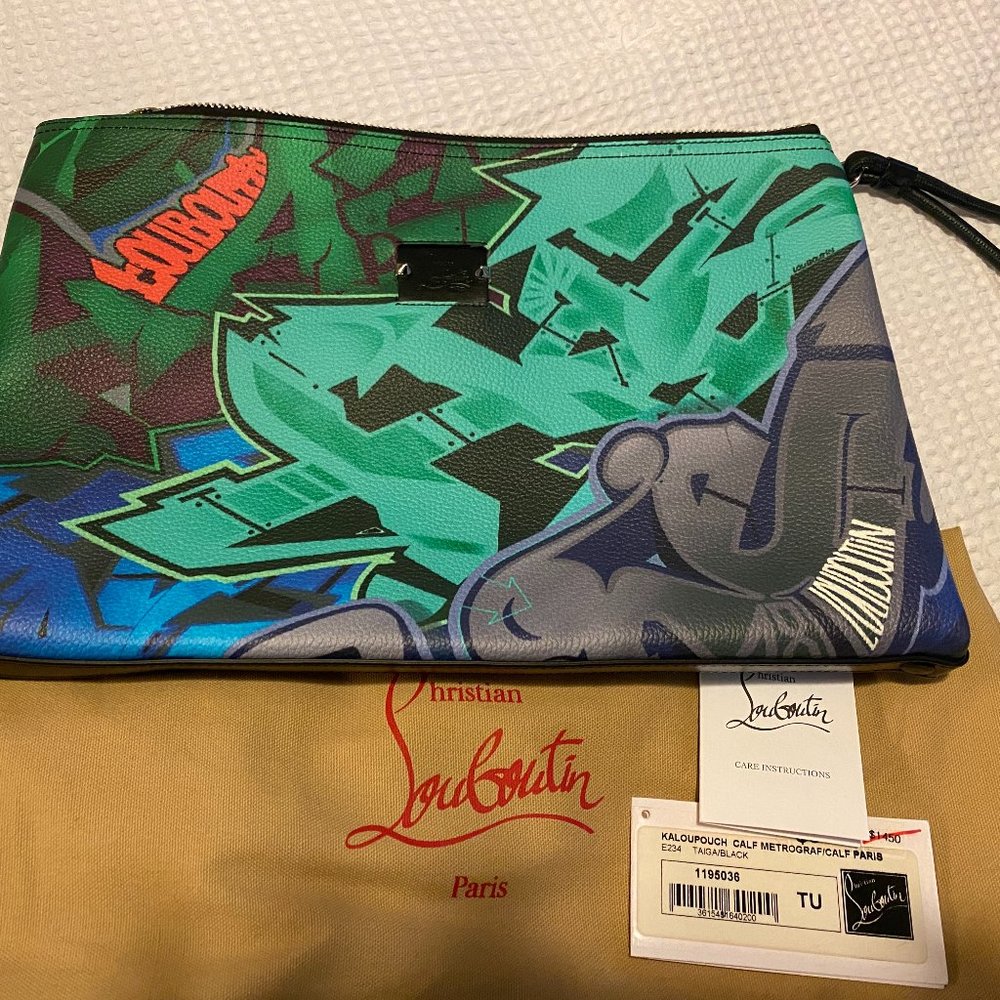 LOUBOUTIN
LOUBOUTIN
Christian
Louboutin
Paris
Christian
Louboutin
CARE INSTRUCTIONS
$1450
KALOUPOUCH CALF METROGRAF/CALF PARIS
E234 TAIGA/BLACK
1195036
TU
Christian
Louboutin